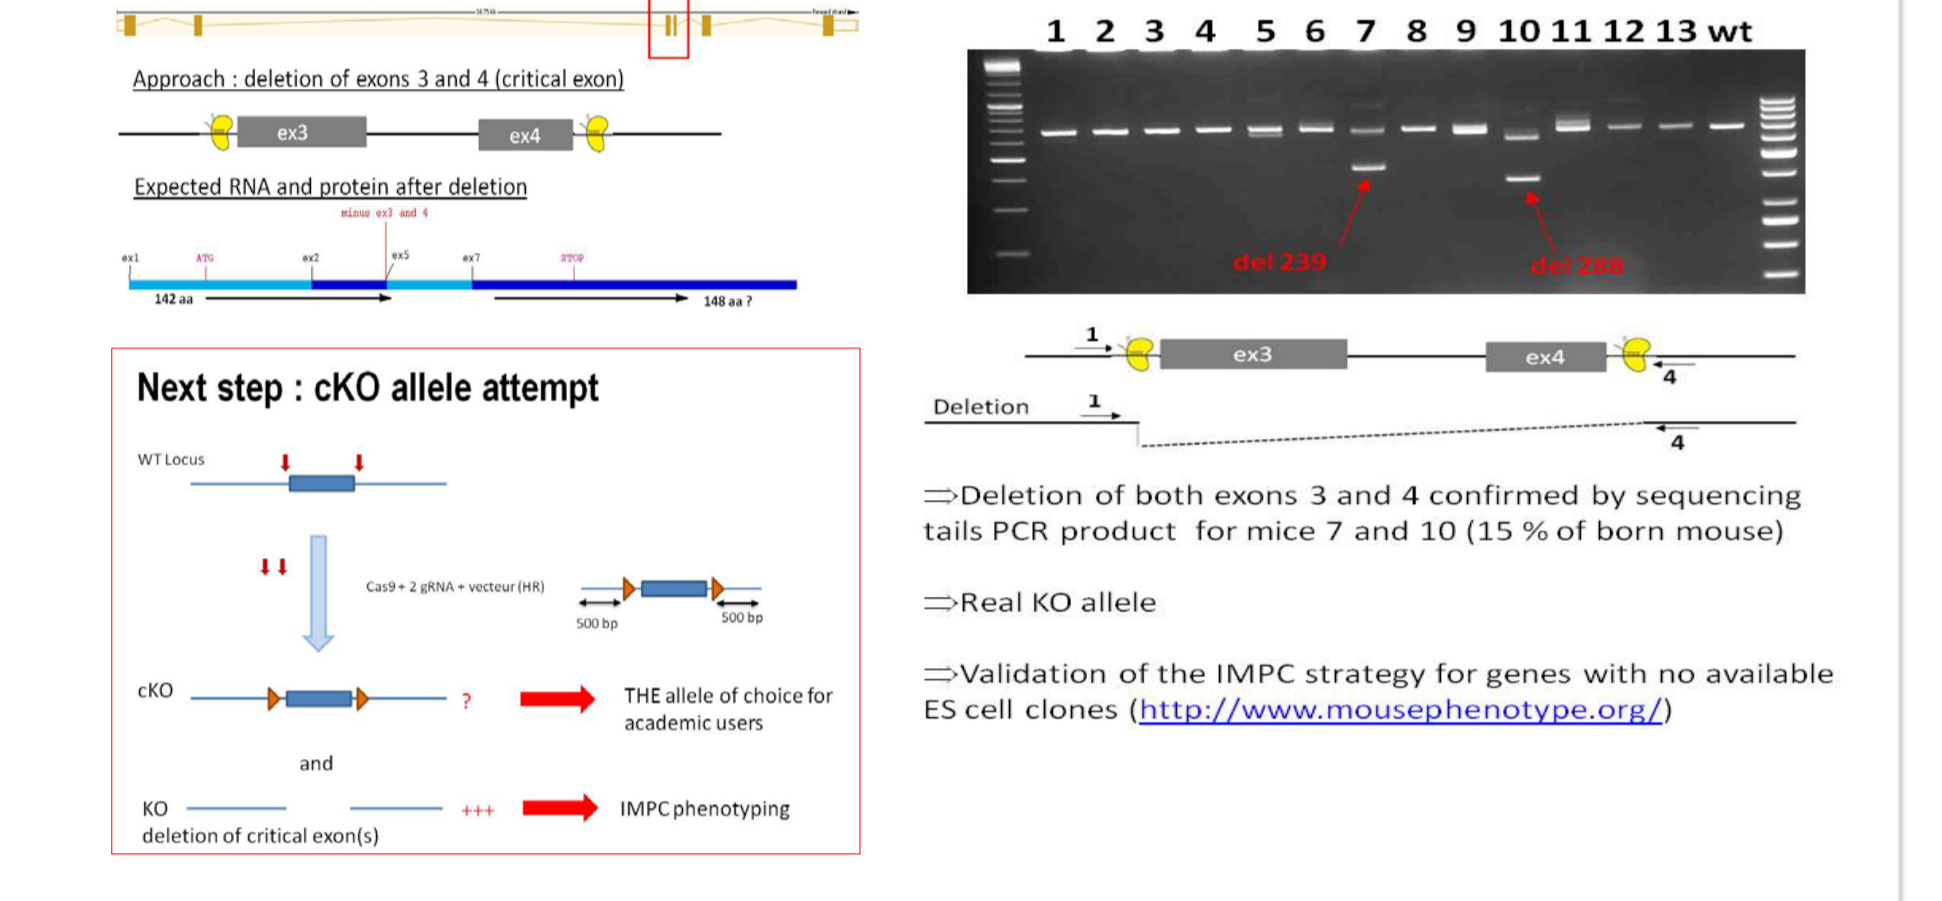 Forward strand
Approach : deletion of exons 3 and 4 (critical exon)
ex3
ex4
Expected RNA and protein after deletion
minus ex3 and 4
ex1
ATG
ex2
ex5
ex7
STOP
142 aa
148 aa ?
Next step : cKO allele attempt
WT Locus
Cas9 + 2 gRNA + vecteur (HR)
500 bp
500 bp
cKO
?
THE allele of choice for
academic users
and
KO
+++
IMPC phenotyping
deletion of critical exon(s)
1 2 3 4 5 6 7 8 9 10 11 12 13 wt
del 239
del 288
1
ex3
ex4
4
Deletion
1
4
⇒Deletion of both exons 3 and 4 confirmed by sequencing
tails PCR product for mice 7 and 10 (15 % of born mouse)
⇒Real KO allele
⇒Validation of the IMPC strategy for genes with no available
ES cell clones (http://www.mousephenotype.org/)